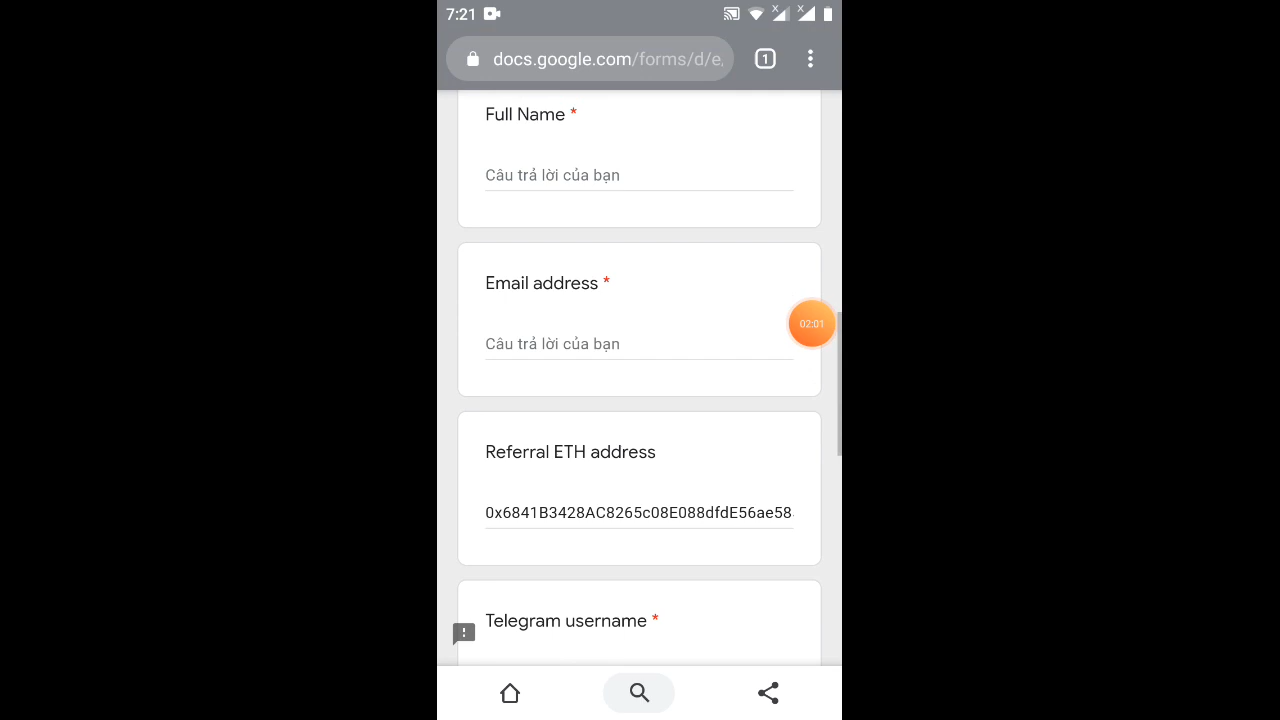 7:21
docs.google.com/forms/d/e,
1
Full Name *
Câu trả lời của bạn
Email address *
Câu trả lời của bạn
02:01
Referral ETH address
0x6841B3428AC8265c08E088dfdE56ae58
Telegram username *